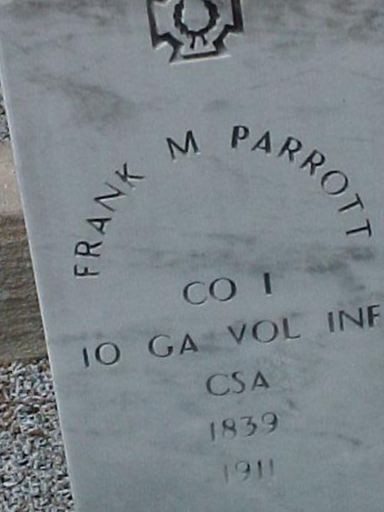 FRANK M PARROTT
CO I
10 GA VOL INF
CSA
1839
1911